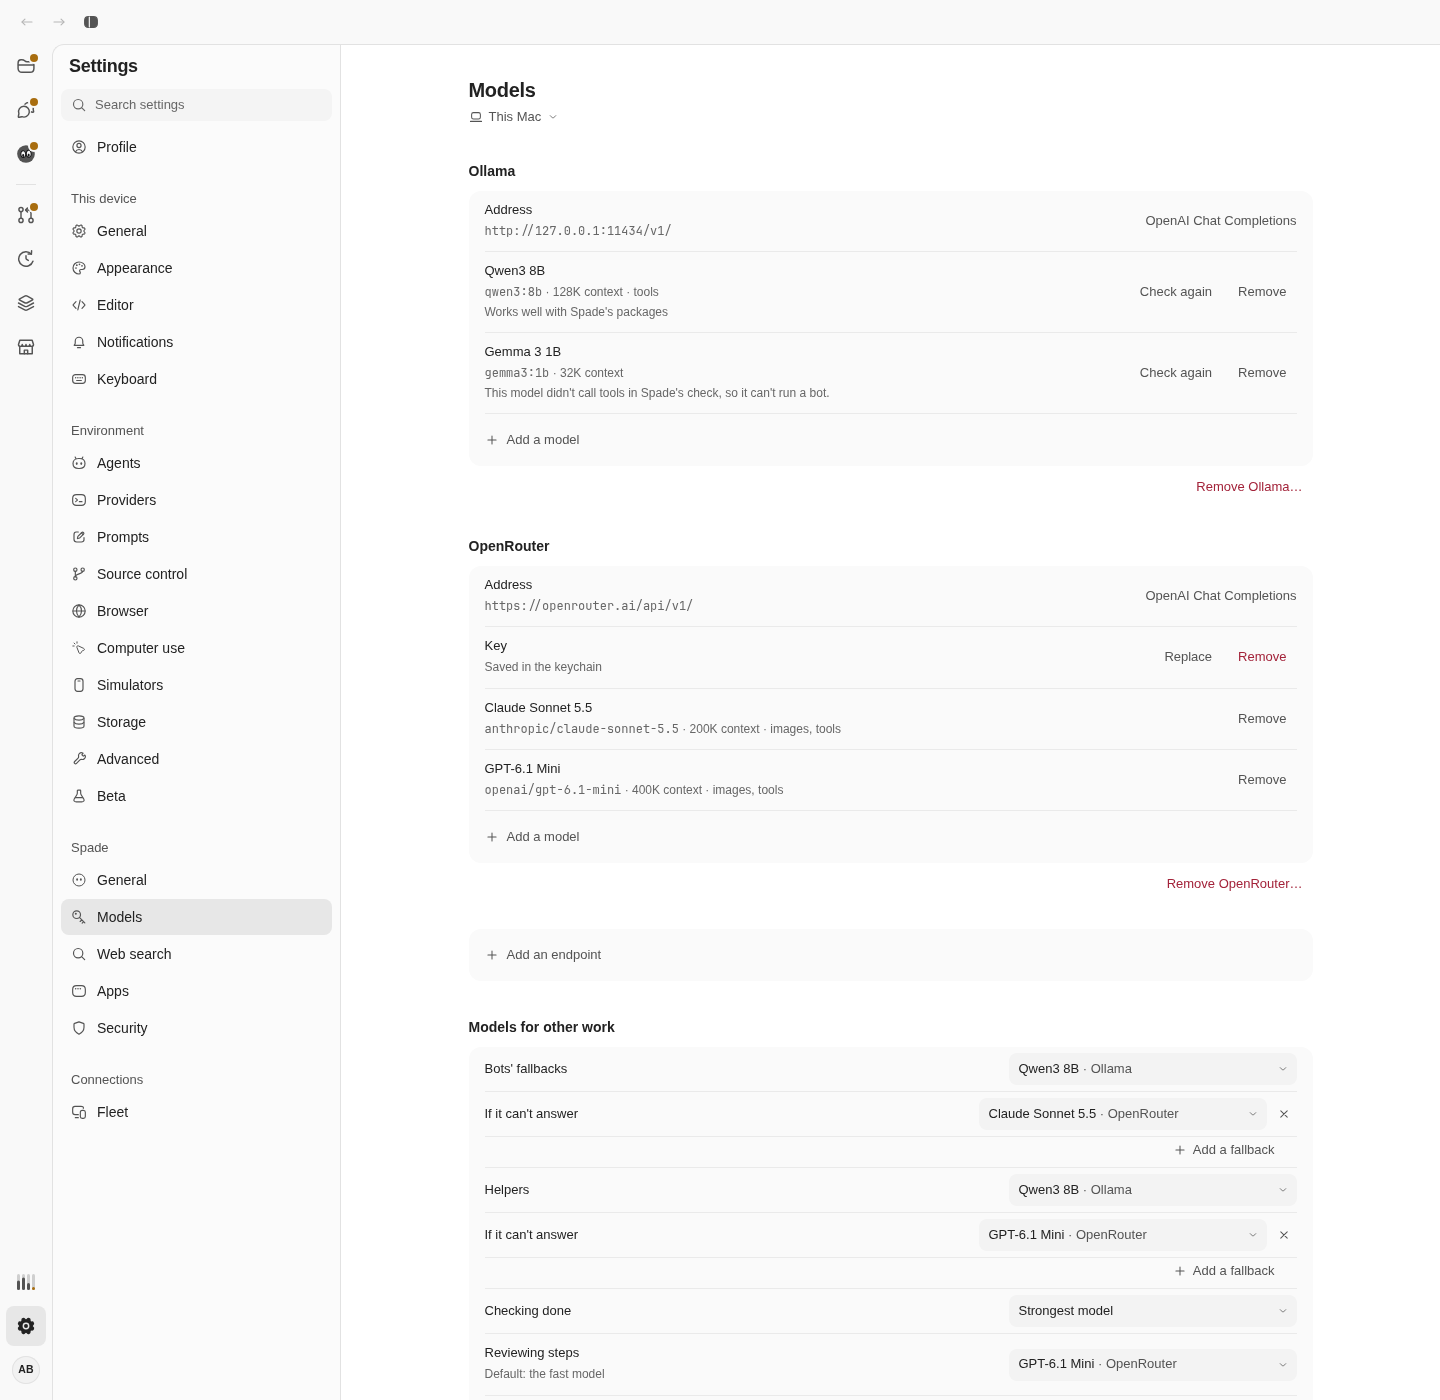 Settings
Search settings
Profile
This device
General
Appearance
Editor
Notifications
Keyboard
Environment
Agents
Providers
Prompts
Source control
Browser
Computer use
Simulators
Storage
Advanced
Beta
Spade
General
Models
Web search
Apps
Security
Connections
Fleet
AB
Models
This Mac
Ollama
Address
http://127.0.0.1:11434/v1/
OpenAI Chat Completions
Qwen3 8B
qwen3:8b · 128K context · tools
Works well with Spade's packages
Check again Remove
Gemma 3 1B
gemma3:1b · 32K context
This model didn't call tools in Spade's check, so it can't run a bot.
Check again Remove
Add a model
Remove Ollama…
OpenRouter
Address
https://openrouter.ai/api/v1/
OpenAI Chat Completions
Key
Saved in the keychain
Replace Remove
Claude Sonnet 5.5
anthropic/claude-sonnet-5.5 · 200K context · images, tools
Remove
GPT-6.1 Mini
openai/gpt-6.1-mini · 400K context · images, tools
Remove
Add a model
Remove OpenRouter…
Add an endpoint
Models for other work
Bots' fallbacks Qwen3 8B · Ollama
If it can't answer Claude Sonnet 5.5 · OpenRouter
Add a fallback
Helpers Qwen3 8B · Ollama
If it can't answer GPT-6.1 Mini · OpenRouter
Add a fallback
Checking done Strongest model
Reviewing steps
Default: the fast model
GPT-6.1 Mini · OpenRouter